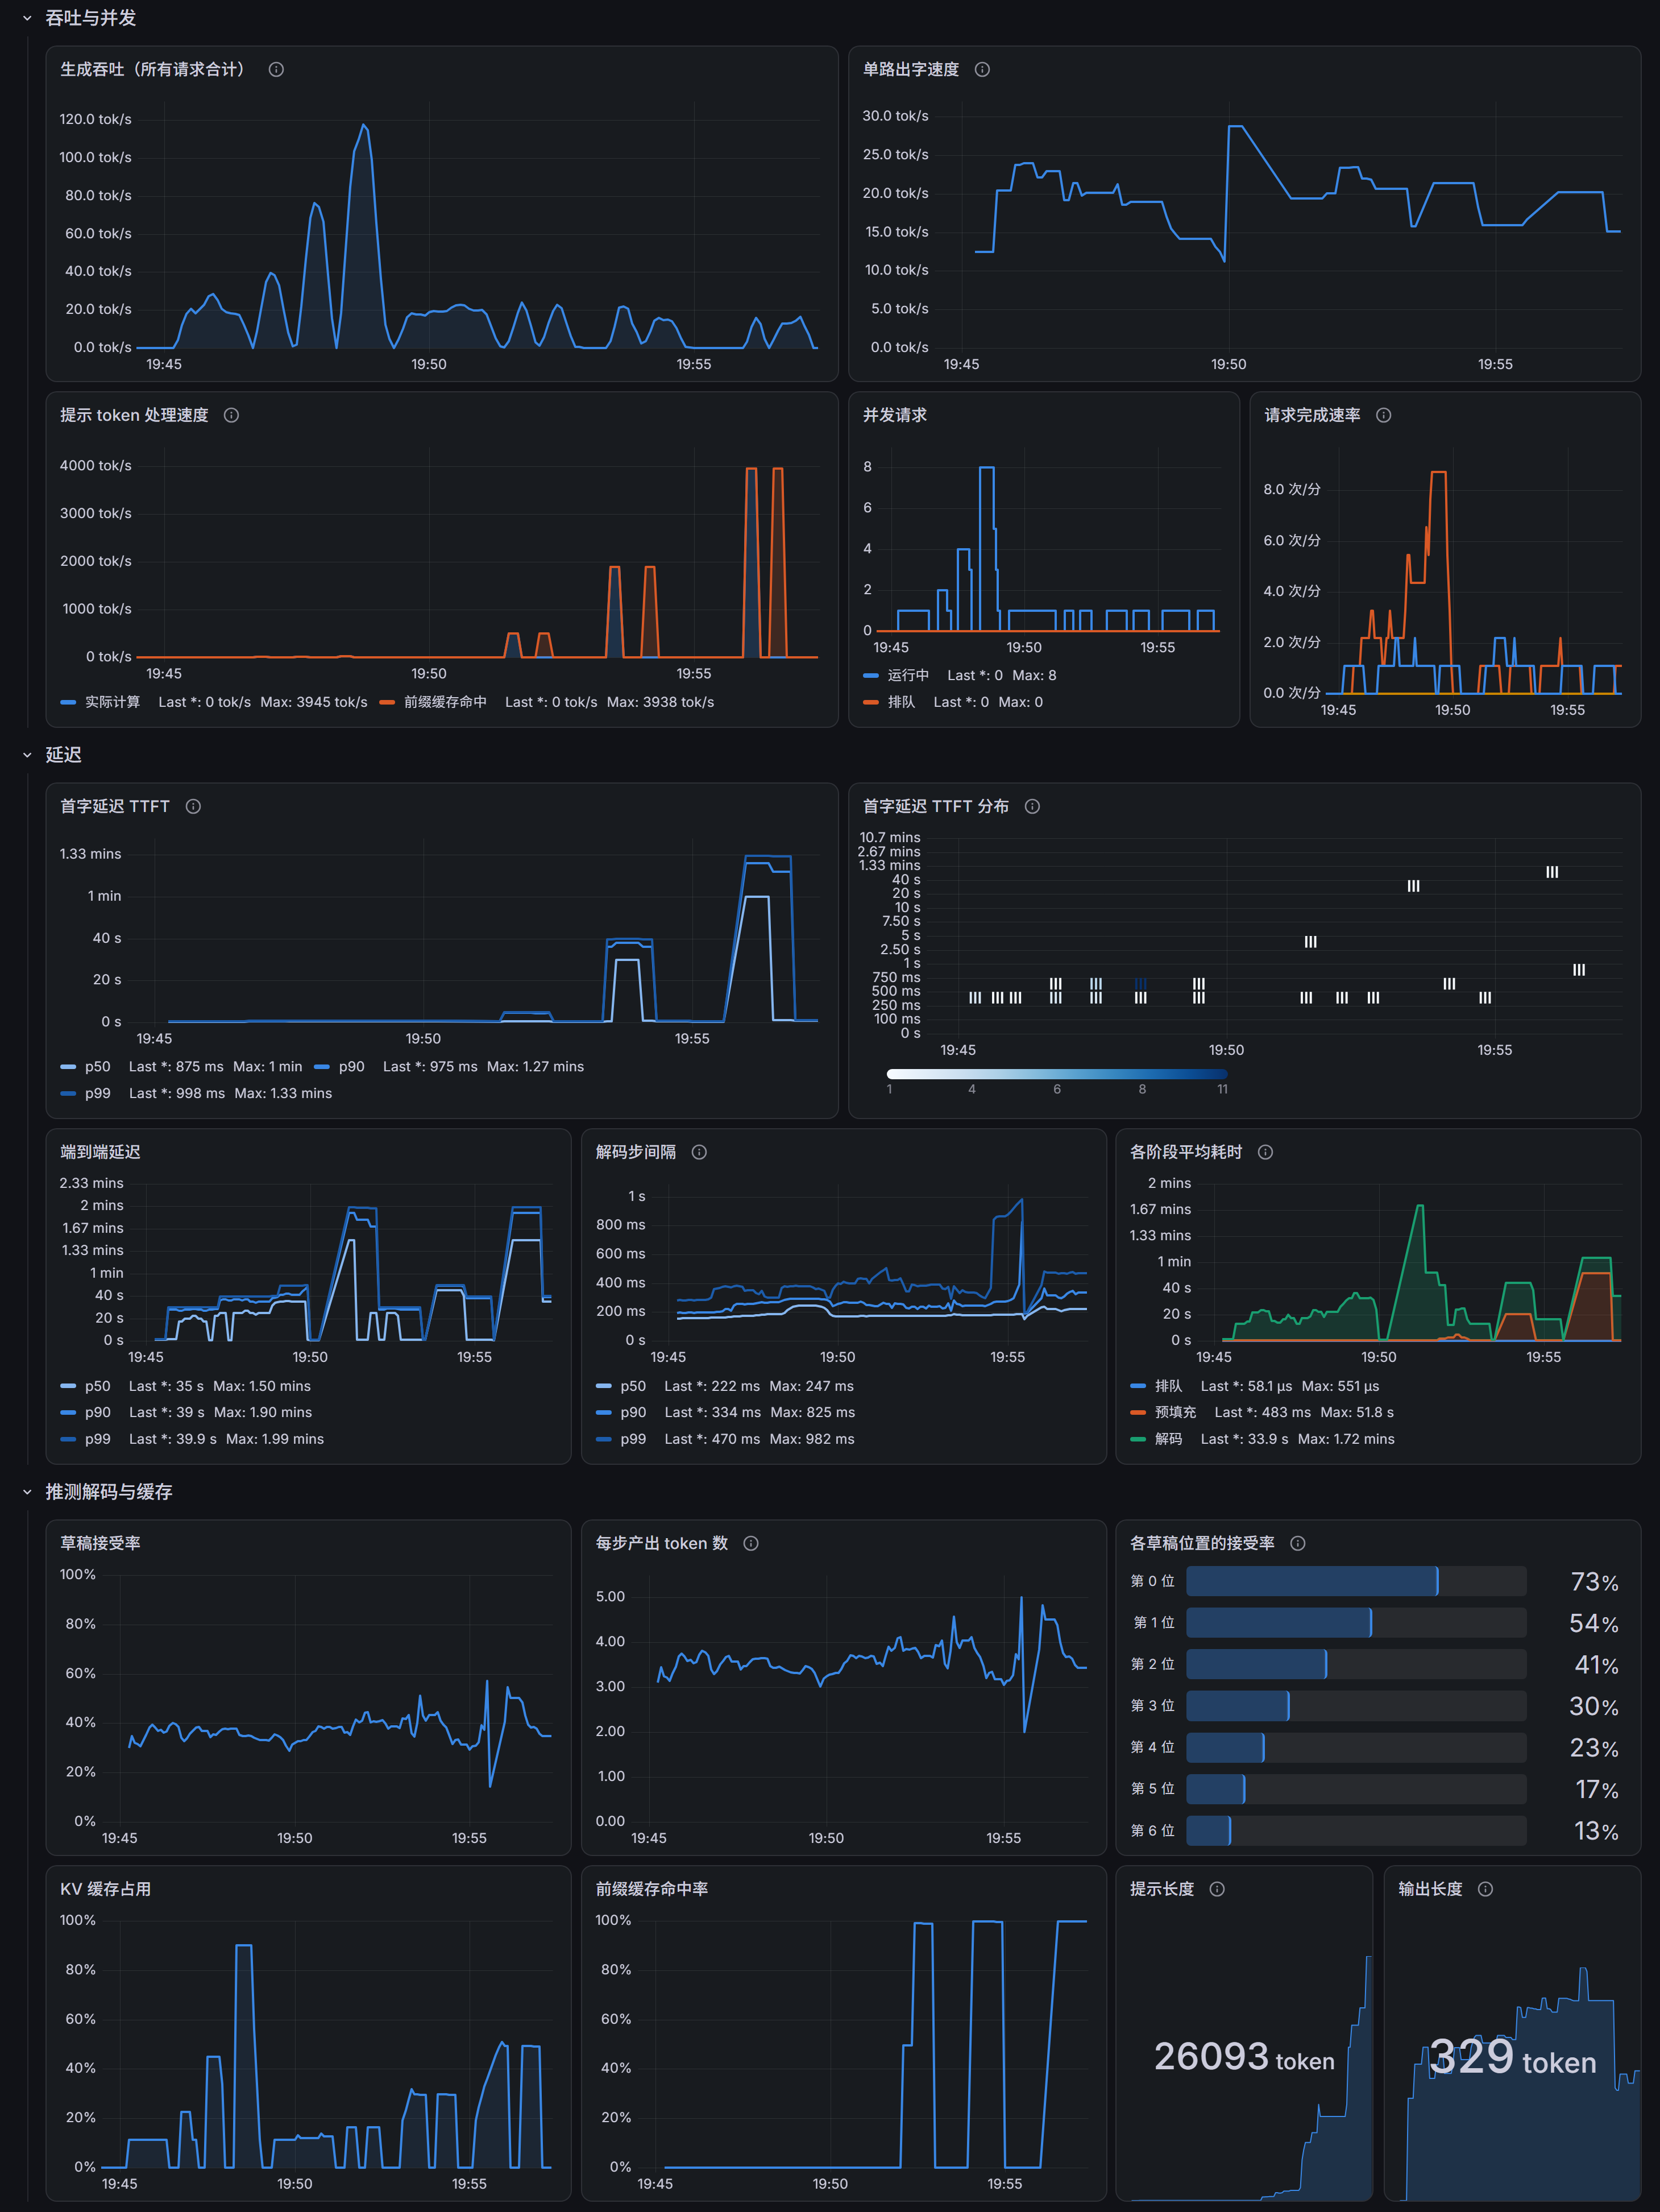 吞吐与并发
生成吞吐（所有请求合计）
120.0 tok/s
100.0 tok/s
80.0 tok/s
60.0 tok/s
40.0 tok/s
20.0 tok/s
0.0 tok/s
19:45 19:50 19:55
单路出字速度
30.0 tok/s
25.0 tok/s
20.0 tok/s
15.0 tok/s
10.0 tok/s
5.0 tok/s
0.0 tok/s
19:45 19:50 19:55
提示 token 处理速度
4000 tok/s
3000 tok/s
2000 tok/s
1000 tok/s
0 tok/s
19:45 19:50 19:55
实际计算 Last *: 0 tok/s Max: 3945 tok/s 前缀缓存命中 Last *: 0 tok/s Max: 3938 tok/s
并发请求
8
6
4
2
0
19:45 19:50 19:55
运行中 Last *: 0 Max: 8
排队 Last *: 0 Max: 0
请求完成速率
8.0 次/分
6.0 次/分
4.0 次/分
2.0 次/分
0.0 次/分
19:45 19:50 19:55
延迟
首字延迟 TTFT
1.33 mins
1 min
40 s
20 s
0 s
19:45 19:50 19:55
p50 Last *: 875 ms Max: 1 min p90 Last *: 975 ms Max: 1.27 mins
p99 Last *: 998 ms Max: 1.33 mins
首字延迟 TTFT 分布
10.7 mins
2.67 mins
1.33 mins
40 s
20 s
10 s
7.50 s
5 s
2.50 s
1 s
750 ms
500 ms
250 ms
100 ms
0 s
19:45 19:50 19:55
1 4 6 8 11
端到端延迟
2.33 mins
2 mins
1.67 mins
1.33 mins
1 min
40 s
20 s
0 s
19:45 19:50 19:55
p50 Last *: 35 s Max: 1.50 mins
p90 Last *: 39 s Max: 1.90 mins
p99 Last *: 39.9 s Max: 1.99 mins
解码步间隔
1 s
800 ms
600 ms
400 ms
200 ms
0 s
19:45 19:50 19:55
p50 Last *: 222 ms Max: 247 ms
p90 Last *: 334 ms Max: 825 ms
p99 Last *: 470 ms Max: 982 ms
各阶段平均耗时
2 mins
1.67 mins
1.33 mins
1 min
40 s
20 s
0 s
19:45 19:50 19:55
排队 Last *: 58.1 µs Max: 551 µs
预填充 Last *: 483 ms Max: 51.8 s
解码 Last *: 33.9 s Max: 1.72 mins
推测解码与缓存
草稿接受率
100%
80%
60%
40%
20%
0%
19:45 19:50 19:55
每步产出 token 数
5.00
4.00
3.00
2.00
1.00
0.00
19:45 19:50 19:55
各草稿位置的接受率
第 0 位 73%
第 1 位 54%
第 2 位 41%
第 3 位 30%
第 4 位 23%
第 5 位 17%
第 6 位 13%
KV 缓存占用
100%
80%
60%
40%
20%
0%
19:45 19:50 19:55
前缀缓存命中率
100%
80%
60%
40%
20%
0%
19:45 19:50 19:55
提示长度
26093 token
输出长度
329 token